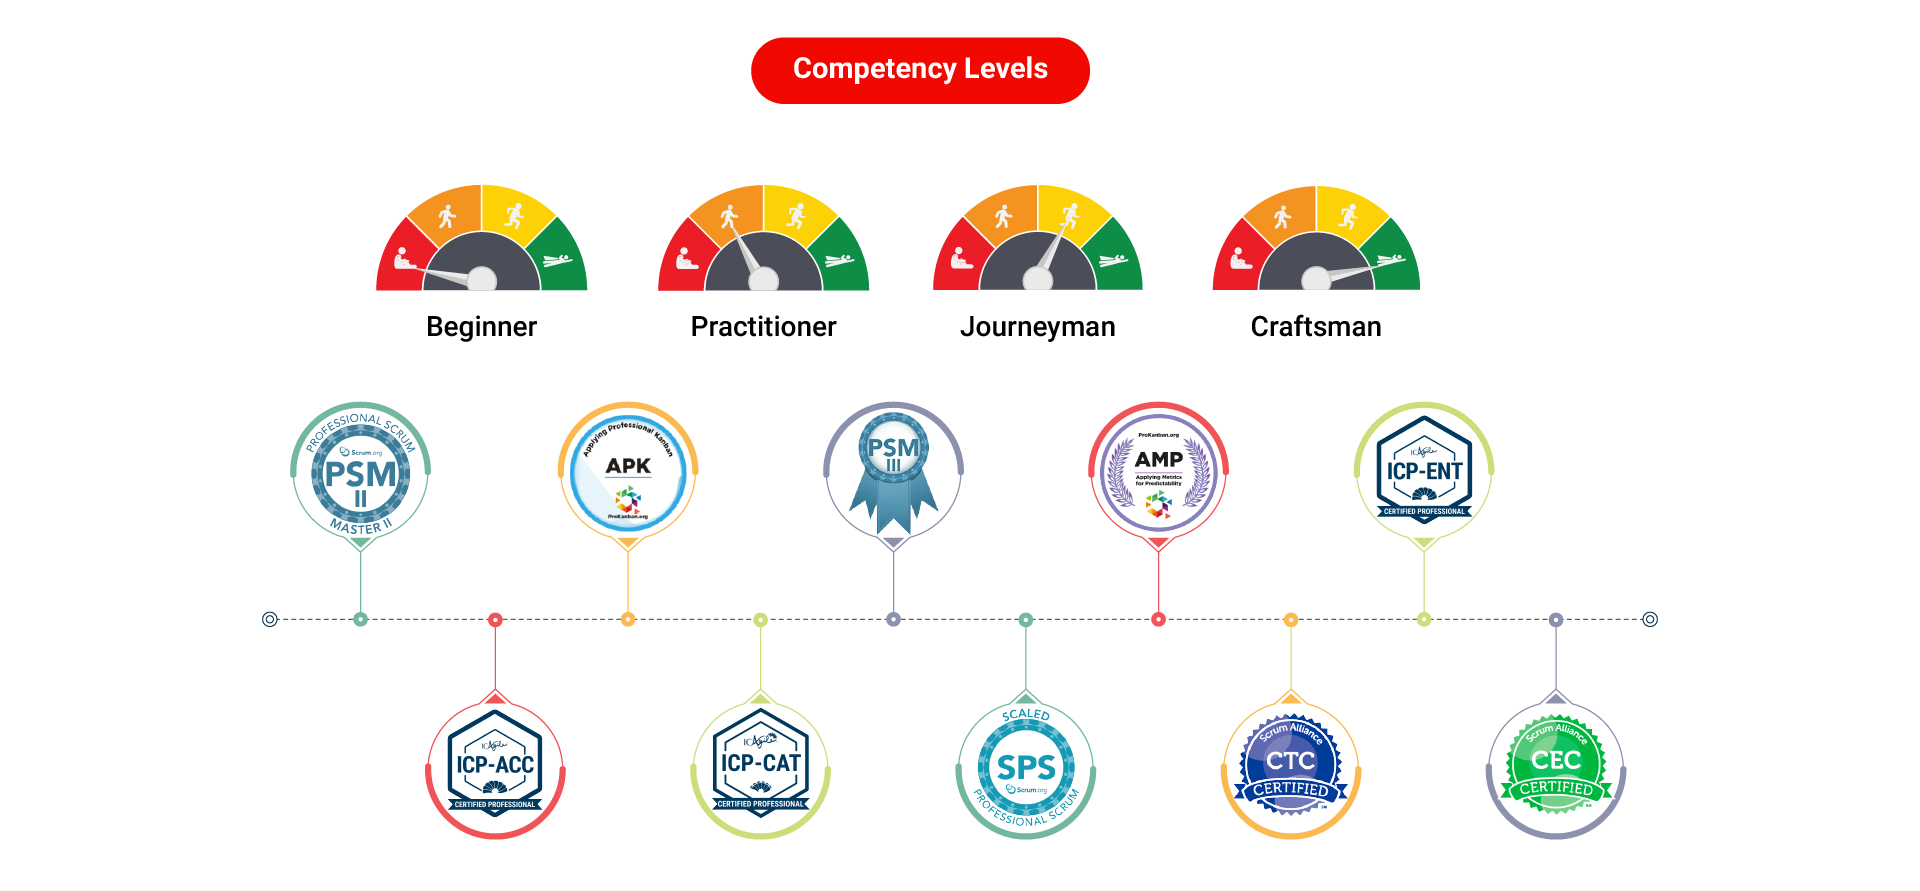 Competency Levels
Beginner
Practitioner
Journeyman
Craftsman
PROFESSIONAL SCRUM
Scrum.org
PSM
II
MASTER II
Applying Professional Kanban
APK
ProKanban.org
PSM
III
ProKanban.org
AMP
Applying Metrics
for Predictability
ICAgile
ICP-ENT
CERTIFIED PROFESSIONAL
ICAgile
ICP-ACC
CERTIFIED PROFESSIONAL
ICAgile
ICP-CAT
CERTIFIED PROFESSIONAL
SCALED
SPS
Scrum.org
PROFESSIONAL SCRUM
Scrum Alliance
CTC
CERTIFIED
SM
Scrum Alliance
CEC
CERTIFIED
SM